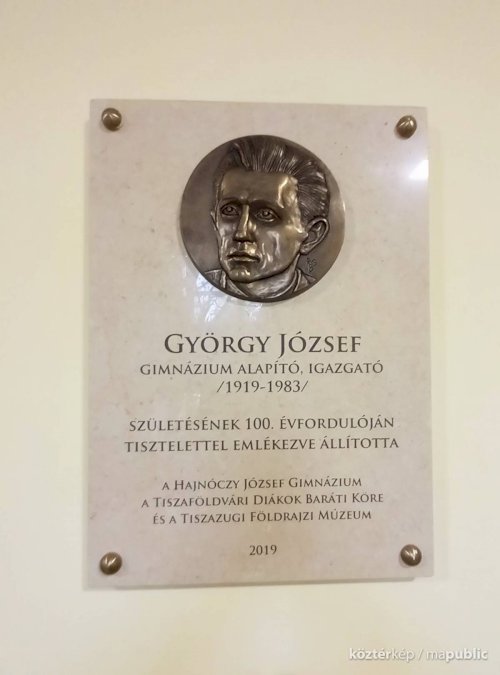 GYÖRGY JÓZSEF
GIMNÁZIUM ALAPÍTÓ, IGAZGATÓ
/1919-1983/
SZÜLETÉSÉNEK 100. ÉVFORDULÓJÁN
TISZTELETTEL EMLÉKEZVE ÁLLÍTOTTA
A HAJNÓCZY JÓZSEF GIMNÁZIUM
A TISZAFÖLDVÁRI DIÁKOK BARÁTI KÖRE
ÉS A TISZAZUGI FÖLDRAJZI MÚZEUM
2019
köztérkép / mapublic